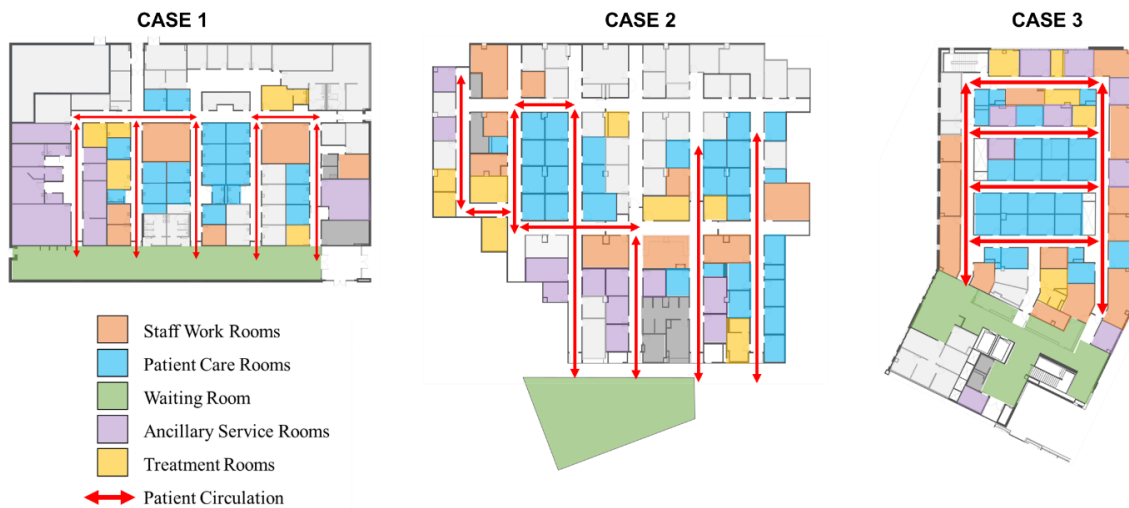 CASE 1
CASE 2
CASE 3
Staff Work Rooms
Patient Care Rooms
Waiting Room
Ancillary Service Rooms
Treatment Rooms
Patient Circulation